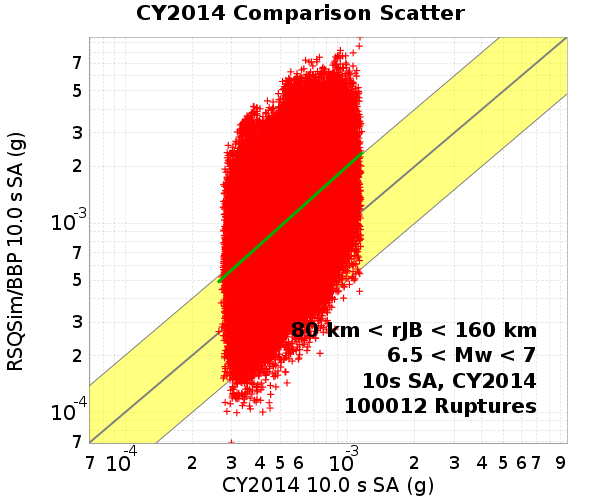 CY2014 Comparison Scatter
RSQSim/BBP 10.0 s SA (g)
7
5
3
2
10-3
7
5
3
2
10-4
7
80 km < rJB < 160 km
6.5 < Mw < 7
10s SA, CY2014
100012 Ruptures
7 10-4 2 3 4 5 6 10-3 2 3 4 5 6 7 9
CY2014 10.0 s SA (g)